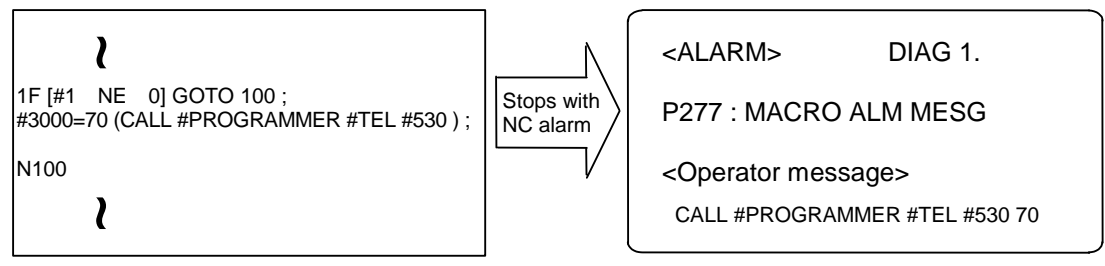 1F [#1 NE 0] GOTO 100 ;
#3000=70 (CALL #PROGRAMMER #TEL #530 ) ;
N100
Stops with
NC alarm
<ALARM> DIAG 1.
P277 : MACRO ALM MESG
<Operator message>
CALL #PROGRAMMER #TEL #530 70